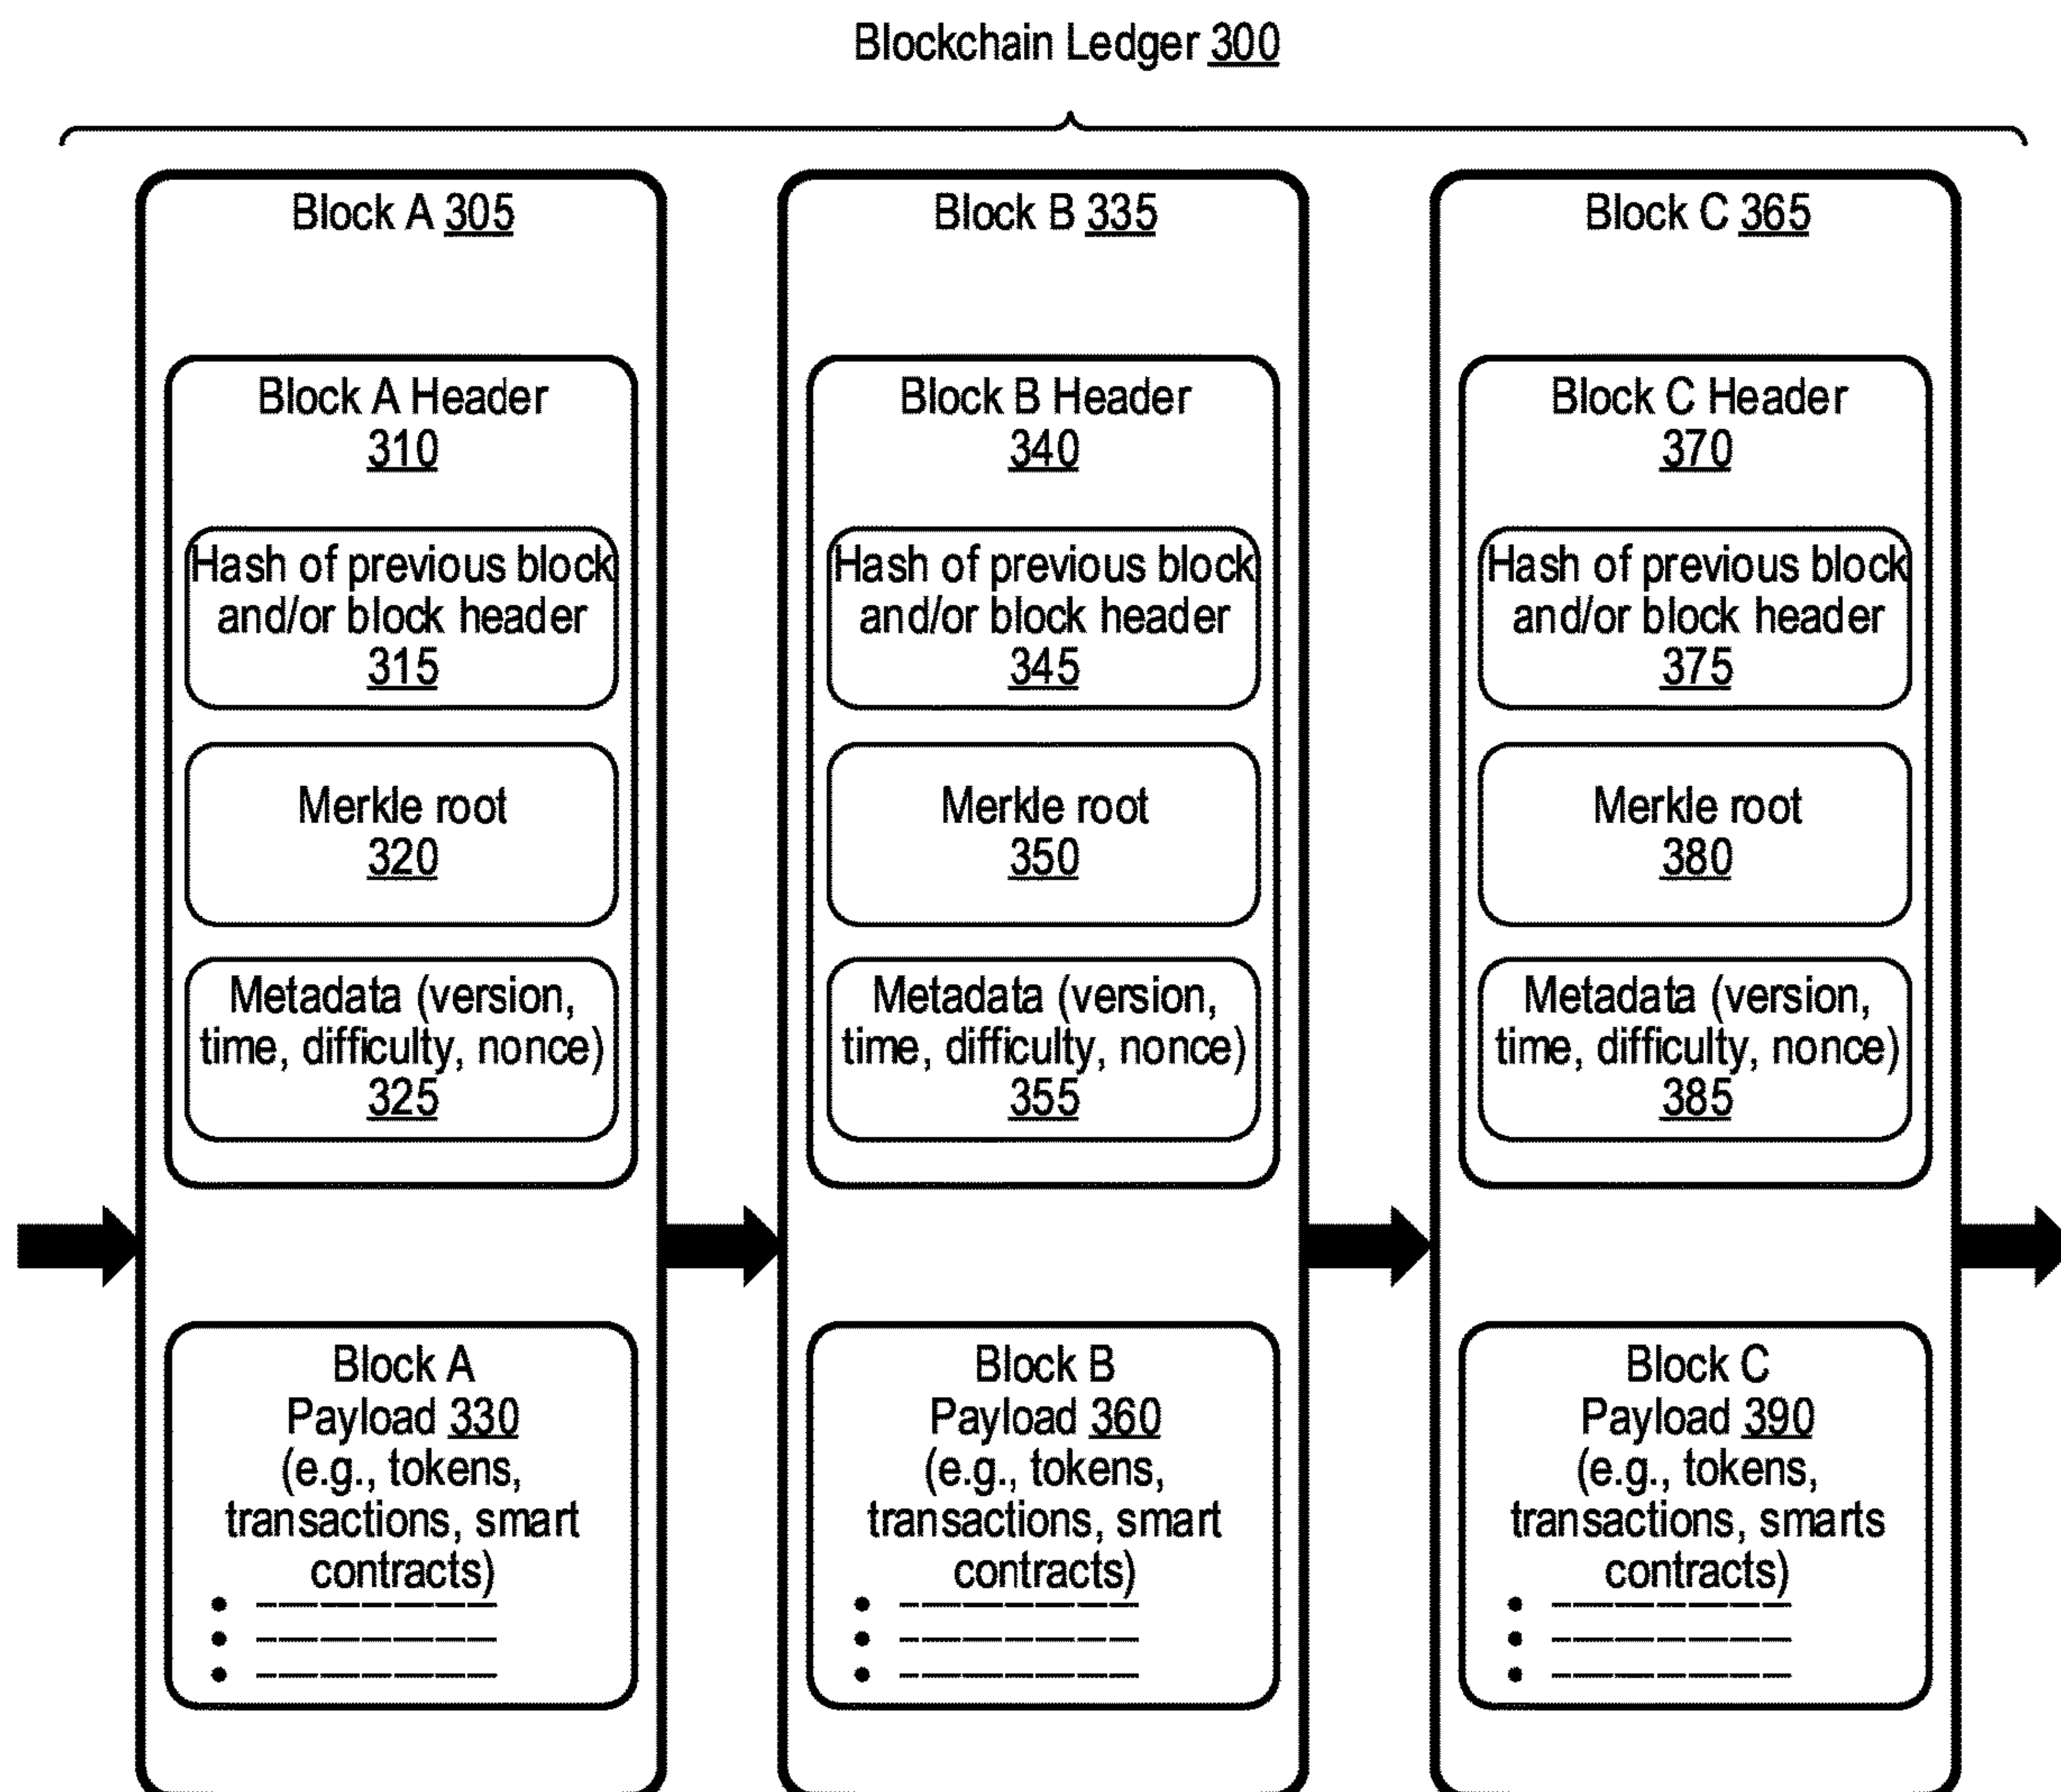 Blockchain Ledger 300
Block A 305
Block A Header
310
Hash of previous block
and/or block header
315
Merkle root
320
Metadata (version,
time, difficulty, nonce)
325
Block A
Payload 330
(e.g., tokens,
transactions, smart
contracts)
Block B 335
Block B Header
340
Hash of previous block
and/or block header
345
Merkle root
350
Metadata (version,
time, difficulty, nonce)
355
Block B
Payload 360
(e.g., tokens,
transactions, smart
contracts)
Block C 365
Block C Header
370
Hash of previous block
and/or block header
375
Merkle root
380
Metadata (version,
time, difficulty, nonce)
385
Block C
Payload 390
(e.g., tokens,
transactions, smarts
contracts)